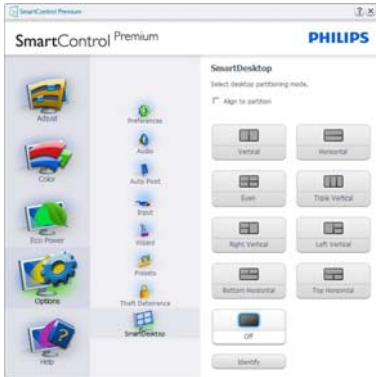 SmartControl Premium
SmartControl Premium
PHILIPS
Adjust
Color
Eco Power
Options
Help
Preferences
Audio
Auto Pivot
Input
Wizard
Presets
Theft Deterrence
SmartDesktop
SmartDesktop
Select desktop partitioning mode.
Align to partition
Vertical
Horizontal
Even
Triple Vertical
Right Vertical
Left Vertical
Bottom Horizontal
Top Horizontal
Off
Identify